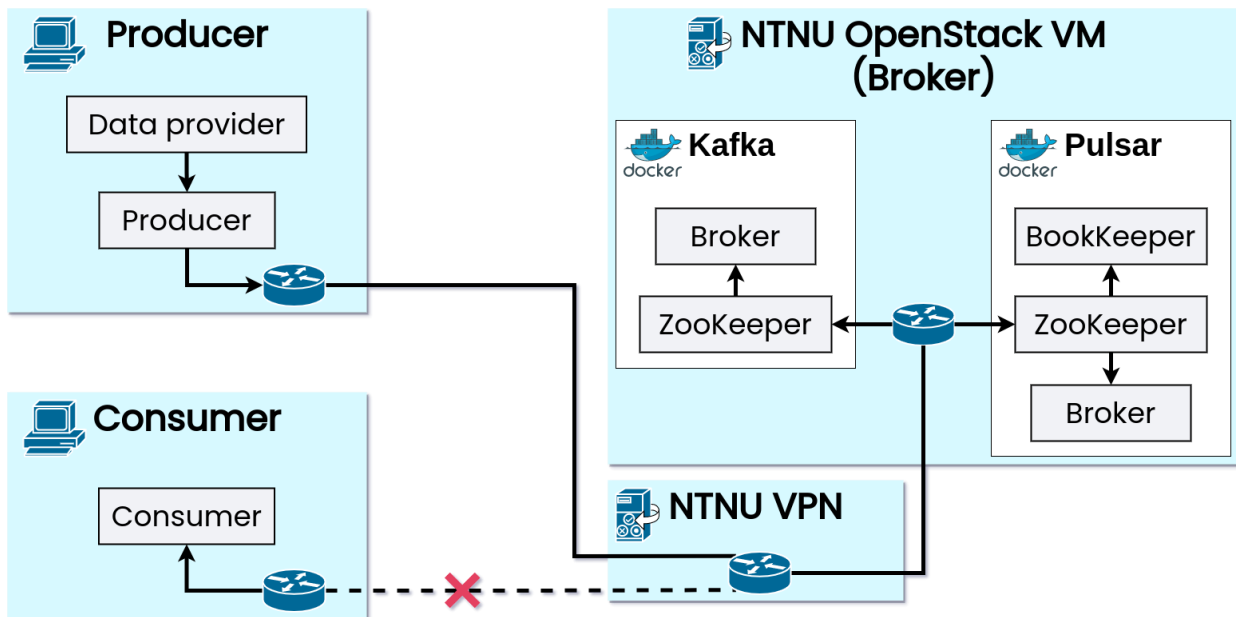 Producer
Data provider
Producer
NTNU OpenStack VM
(Broker)
docker
Kafka
Broker
ZooKeeper
docker
Pulsar
BookKeeper
ZooKeeper
Broker
Consumer
Consumer
NTNU VPN